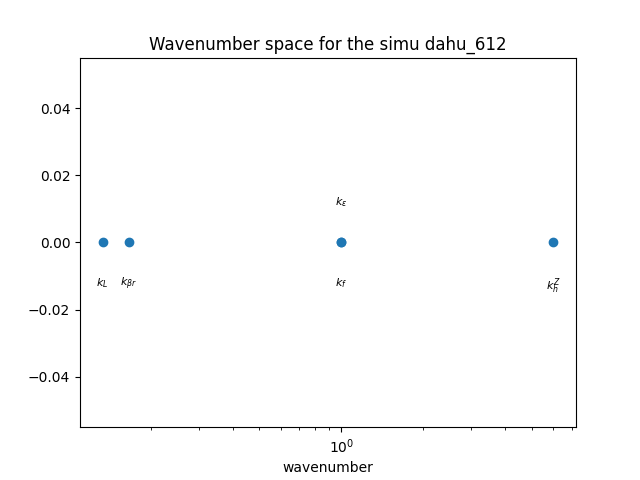 Wavenumber space for the simu dahu_612
0.04
0.02
k_ε
0.00
k_L k_βr k_f k_η^Z
−0.02
−0.04
10^0
wavenumber